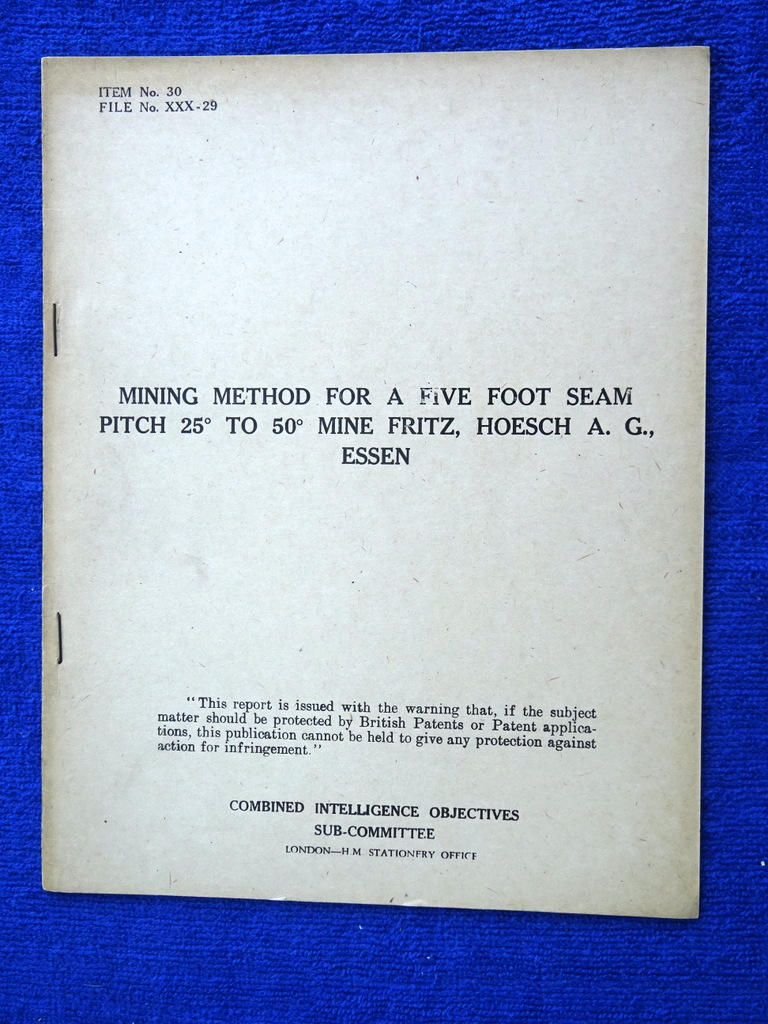 ITEM No. 30
FILE No. XXX-29
MINING METHOD FOR A FIVE FOOT SEAM
PITCH 25° TO 50° MINE FRITZ, HOESCH A. G.,
ESSEN
"This report is issued with the warning that, if the subject
matter should be protected by British Patents or Patent applica-
tions, this publication cannot be held to give any protection against
action for infringement."
COMBINED INTELLIGENCE OBJECTIVES
SUB-COMMITTEE
LONDON—H.M. STATIONERY OFFICE